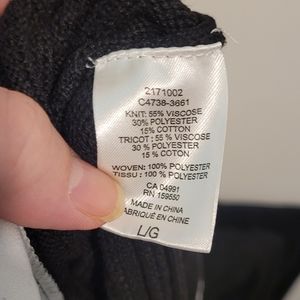 2171002
C4738-3661
KNIT: 55% VISCOSE
30% POLYESTER
15% COTTON
TRICOT : 55 % VISCOSE
30 % POLYESTER
15 % COTON
WOVEN: 100% POLYESTER
TISSU : 100 % POLYESTER
CA 04991
RN 159550
MADE IN CHINA
FABRIQUÉ EN CHINE
L/G